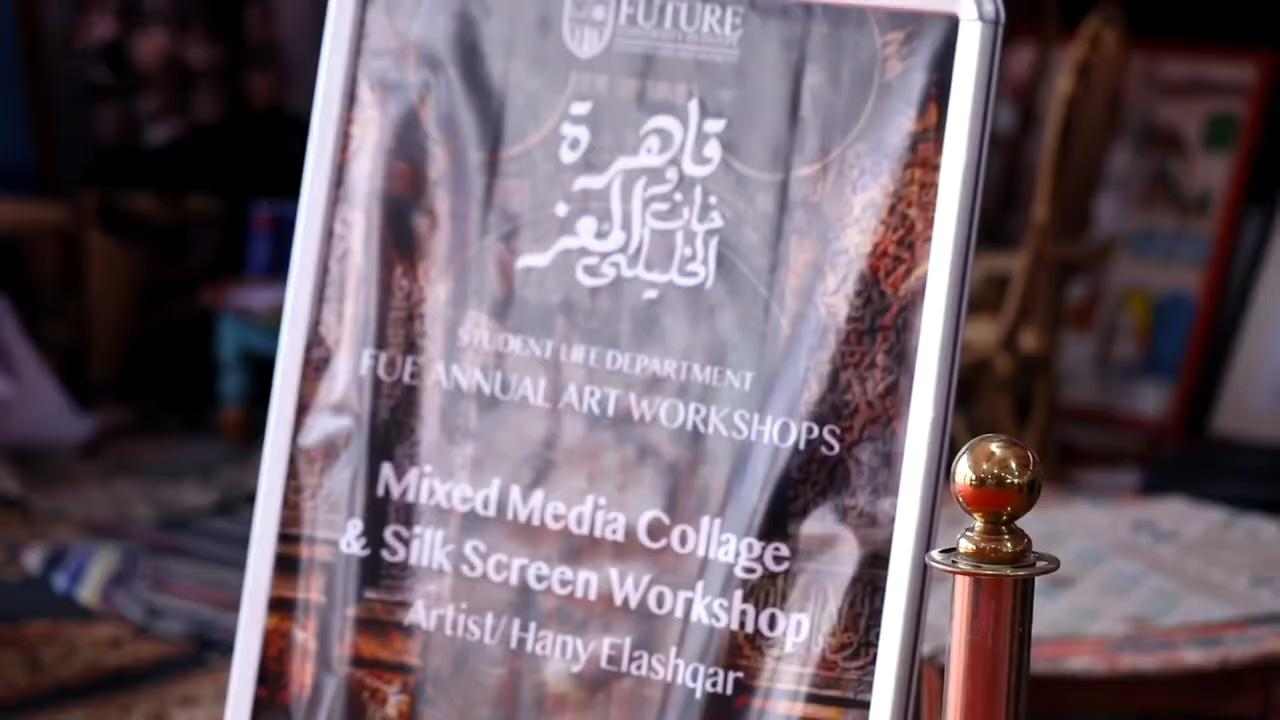 FUTURE
قاهرة
و
خان
الخليلي
المعز
STUDENT LIFE DEPARTMENT
FUE ANNUAL ART WORKSHOPS
Mixed Media Collage
& Silk Screen Workshop
Artist/Hany Elashqar